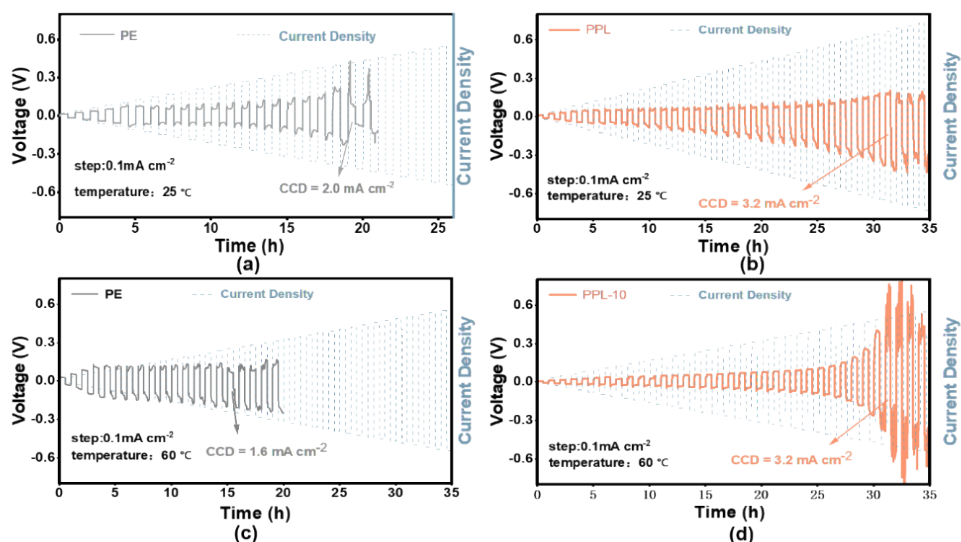 PE
Current Density
0.6
0.3
0.0
-0.3
-0.6
Voltage (V)
Current Density
step:0.1mA cm-2
temperature：25 ℃
CCD = 2.0 mA cm-2
0 5 10 15 20 25
Time (h)
(a)
PPL
Current Density
0.6
0.3
0.0
-0.3
-0.6
Voltage (V)
Current Density
step:0.1mA cm-2
temperature：25 ℃
CCD = 3.2 mA cm-2
0 5 10 15 20 25 30 35
Time (h)
(b)
PE
Current Density
0.6
0.3
0.0
-0.3
-0.6
Voltage (V)
Current Density
step:0.1mA cm-2
temperature：60 ℃
CCD = 1.6 mA cm-2
0 5 10 15 20 25 30 35
Time (h)
(c)
PPL-10
Current Density
0.6
0.3
0.0
-0.3
-0.6
Voltage (V)
Current Density
step:0.1mA cm-2
temperature：60 ℃
CCD = 3.2 mA cm-2
0 5 10 15 20 25 30 35
Time (h)
(d)